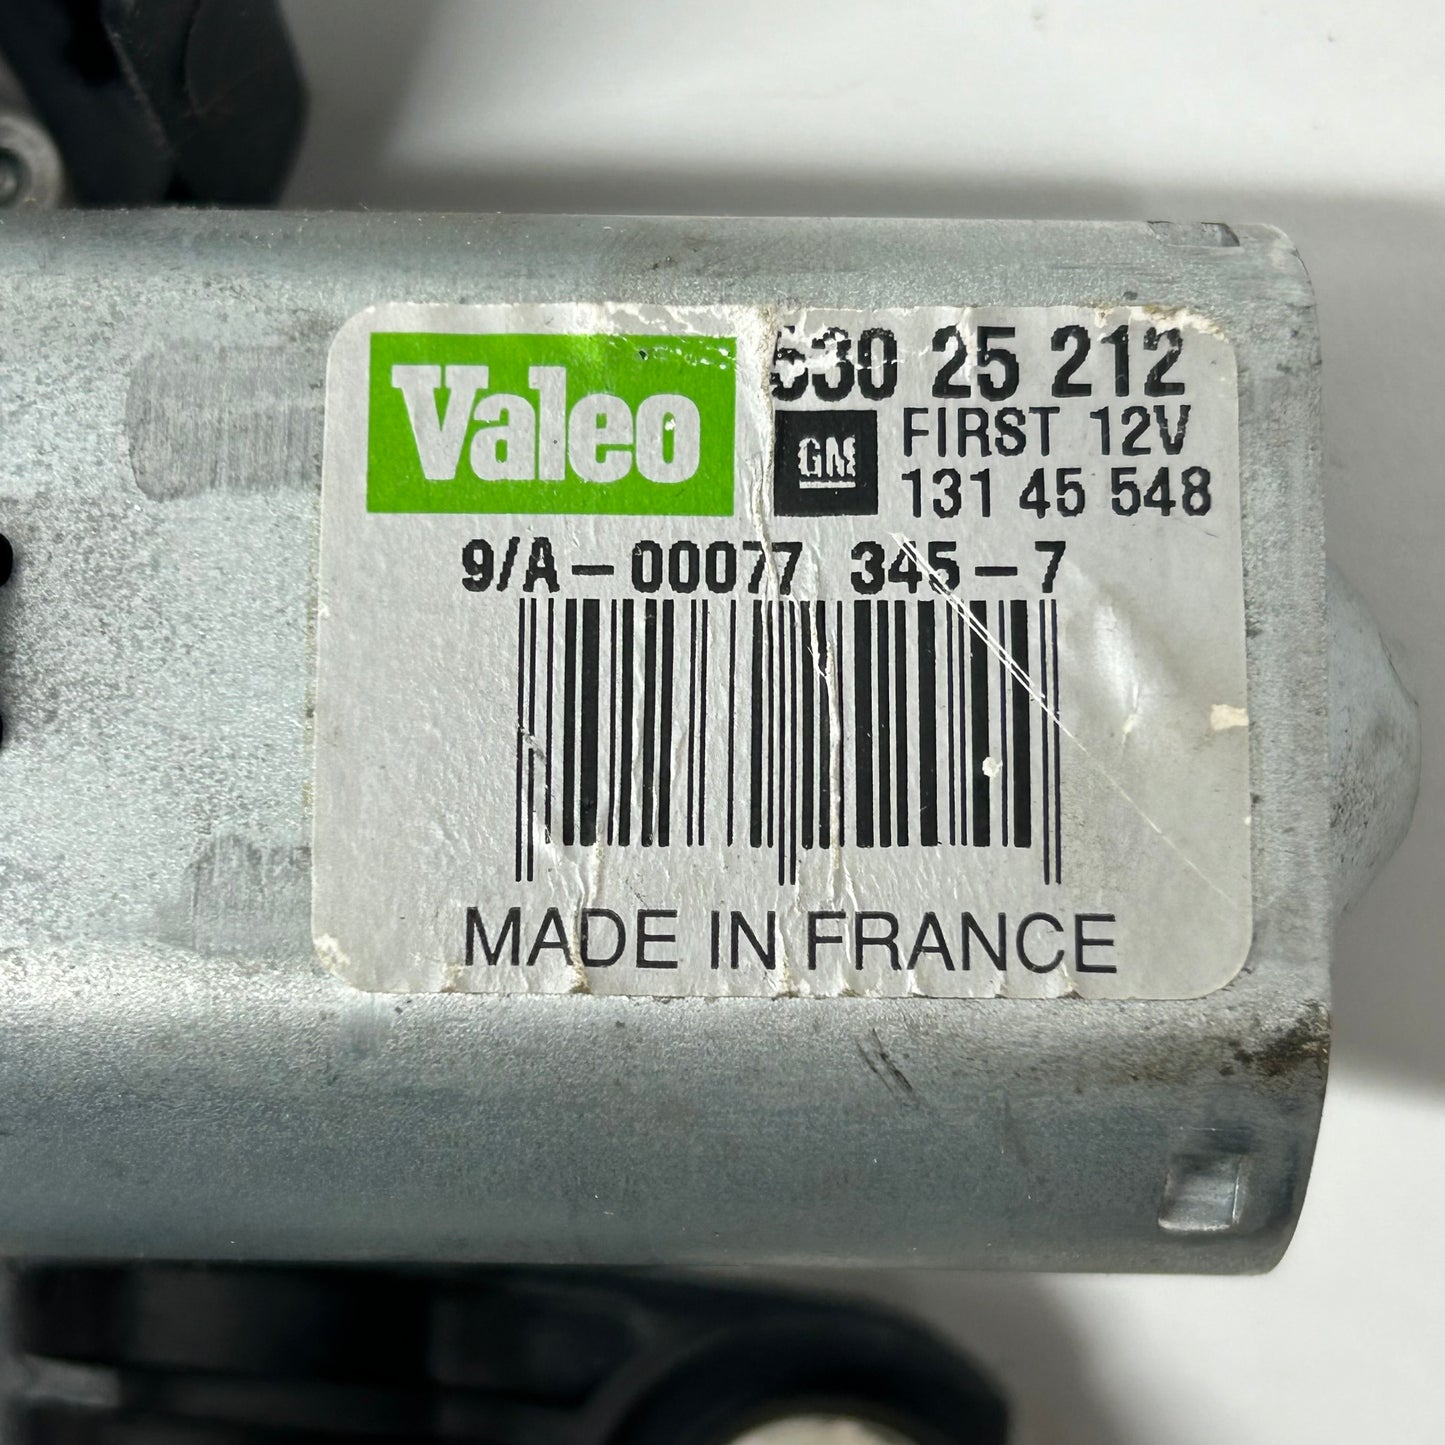 Valeo
530 25 212
GM
FIRST 12V
131 45 548
9/A-00077 345-7
MADE IN FRANCE